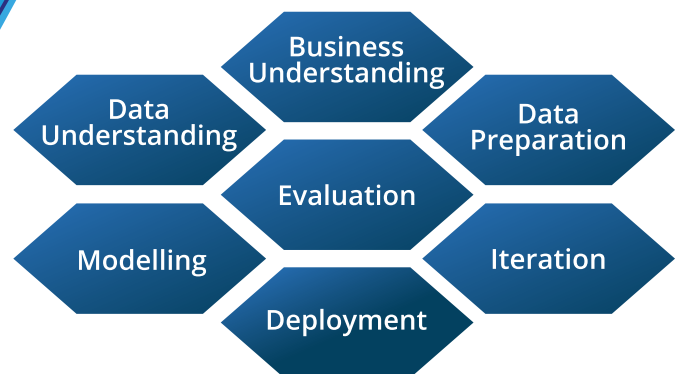 Business
Understanding
Data
Understanding
Data
Preparation
Evaluation
Modelling
Iteration
Deployment